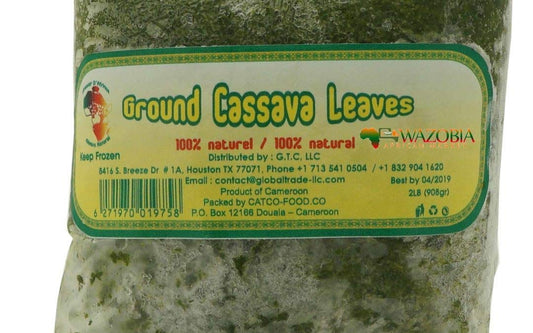 Ground Cassava Leaves
WAZOBIA
AFRICAN MARKET
100% naturel / 100% natural
Keep Frozen
Distributed by : G.T.C, LLC
8416 S. Breeze Dr # 1A, Houston TX 77071, Phone +1 713 541 0504 / +1 832 904 1620
Email : contact@globaltrade-llc.com
Best by 04/2019
Product of Cameroon
2LB (908gr)
Packed by CATCO-FOOD.CO
6 271970 019758
P.O. Box 12166 Douala – Cameroon